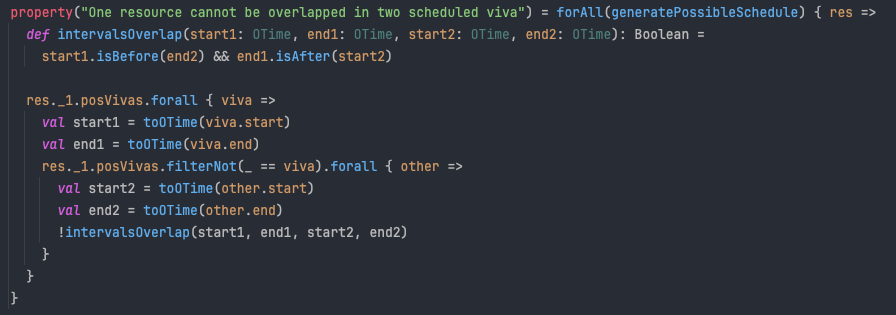 property("One resource cannot be overlapped in two scheduled viva") = forAll(generatePossibleSchedule) { res =>
  def intervalsOverlap(start1: OTime, end1: OTime, start2: OTime, end2: OTime): Boolean =
    start1.isBefore(end2) && end1.isAfter(start2)

  res._1.posVivas.forall { viva =>
    val start1 = toOTime(viva.start)
    val end1 = toOTime(viva.end)
    res._1.posVivas.filterNot(_ == viva).forall { other =>
      val start2 = toOTime(other.start)
      val end2 = toOTime(other.end)
      !intervalsOverlap(start1, end1, start2, end2)
    }
  }
}